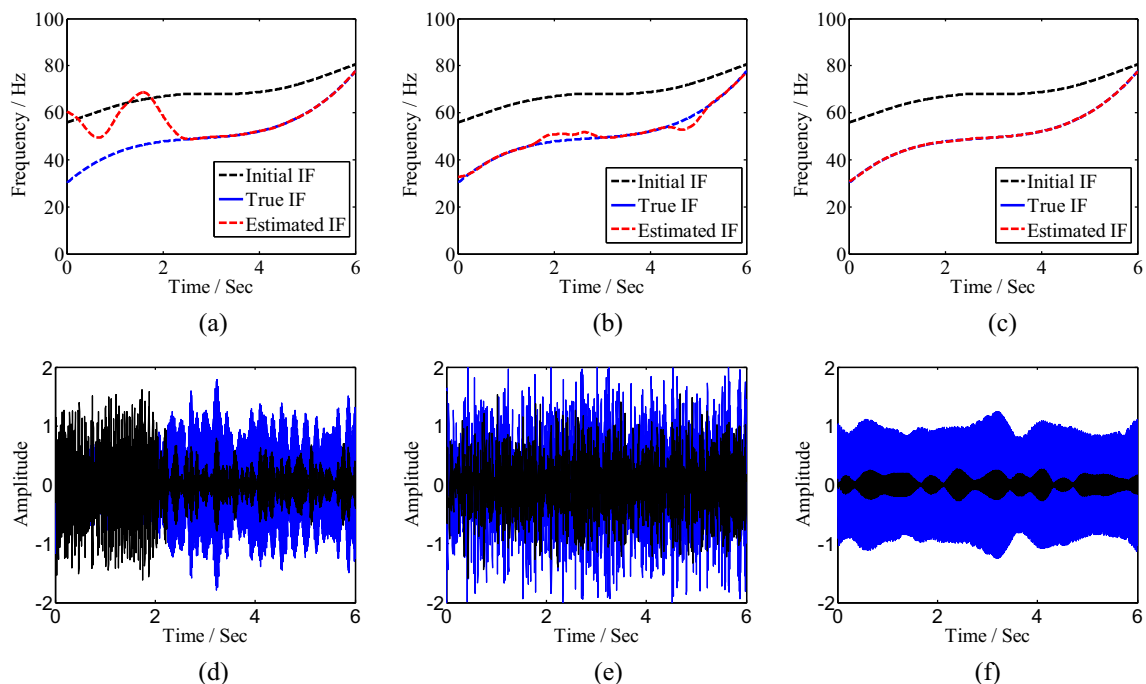 100
80
60
40
20
0
Frequency / Hz
Initial IF
True IF
Estimated IF
0
2
4
6
Time / Sec
(a)
100
80
60
40
20
0
Frequency / Hz
Initial IF
True IF
Estimated IF
0
2
4
6
Time / Sec
(b)
100
80
60
40
20
0
Frequency / Hz
Initial IF
True IF
Estimated IF
0
2
4
6
Time / Sec
(c)
2
1
0
-1
-2
Amplitude
0
2
4
6
Time / Sec
(d)
2
1
0
-1
-2
Amplitude
0
2
4
6
Time / Sec
(e)
2
1
0
-1
-2
Amplitude
0
2
4
6
Time / Sec
(f)